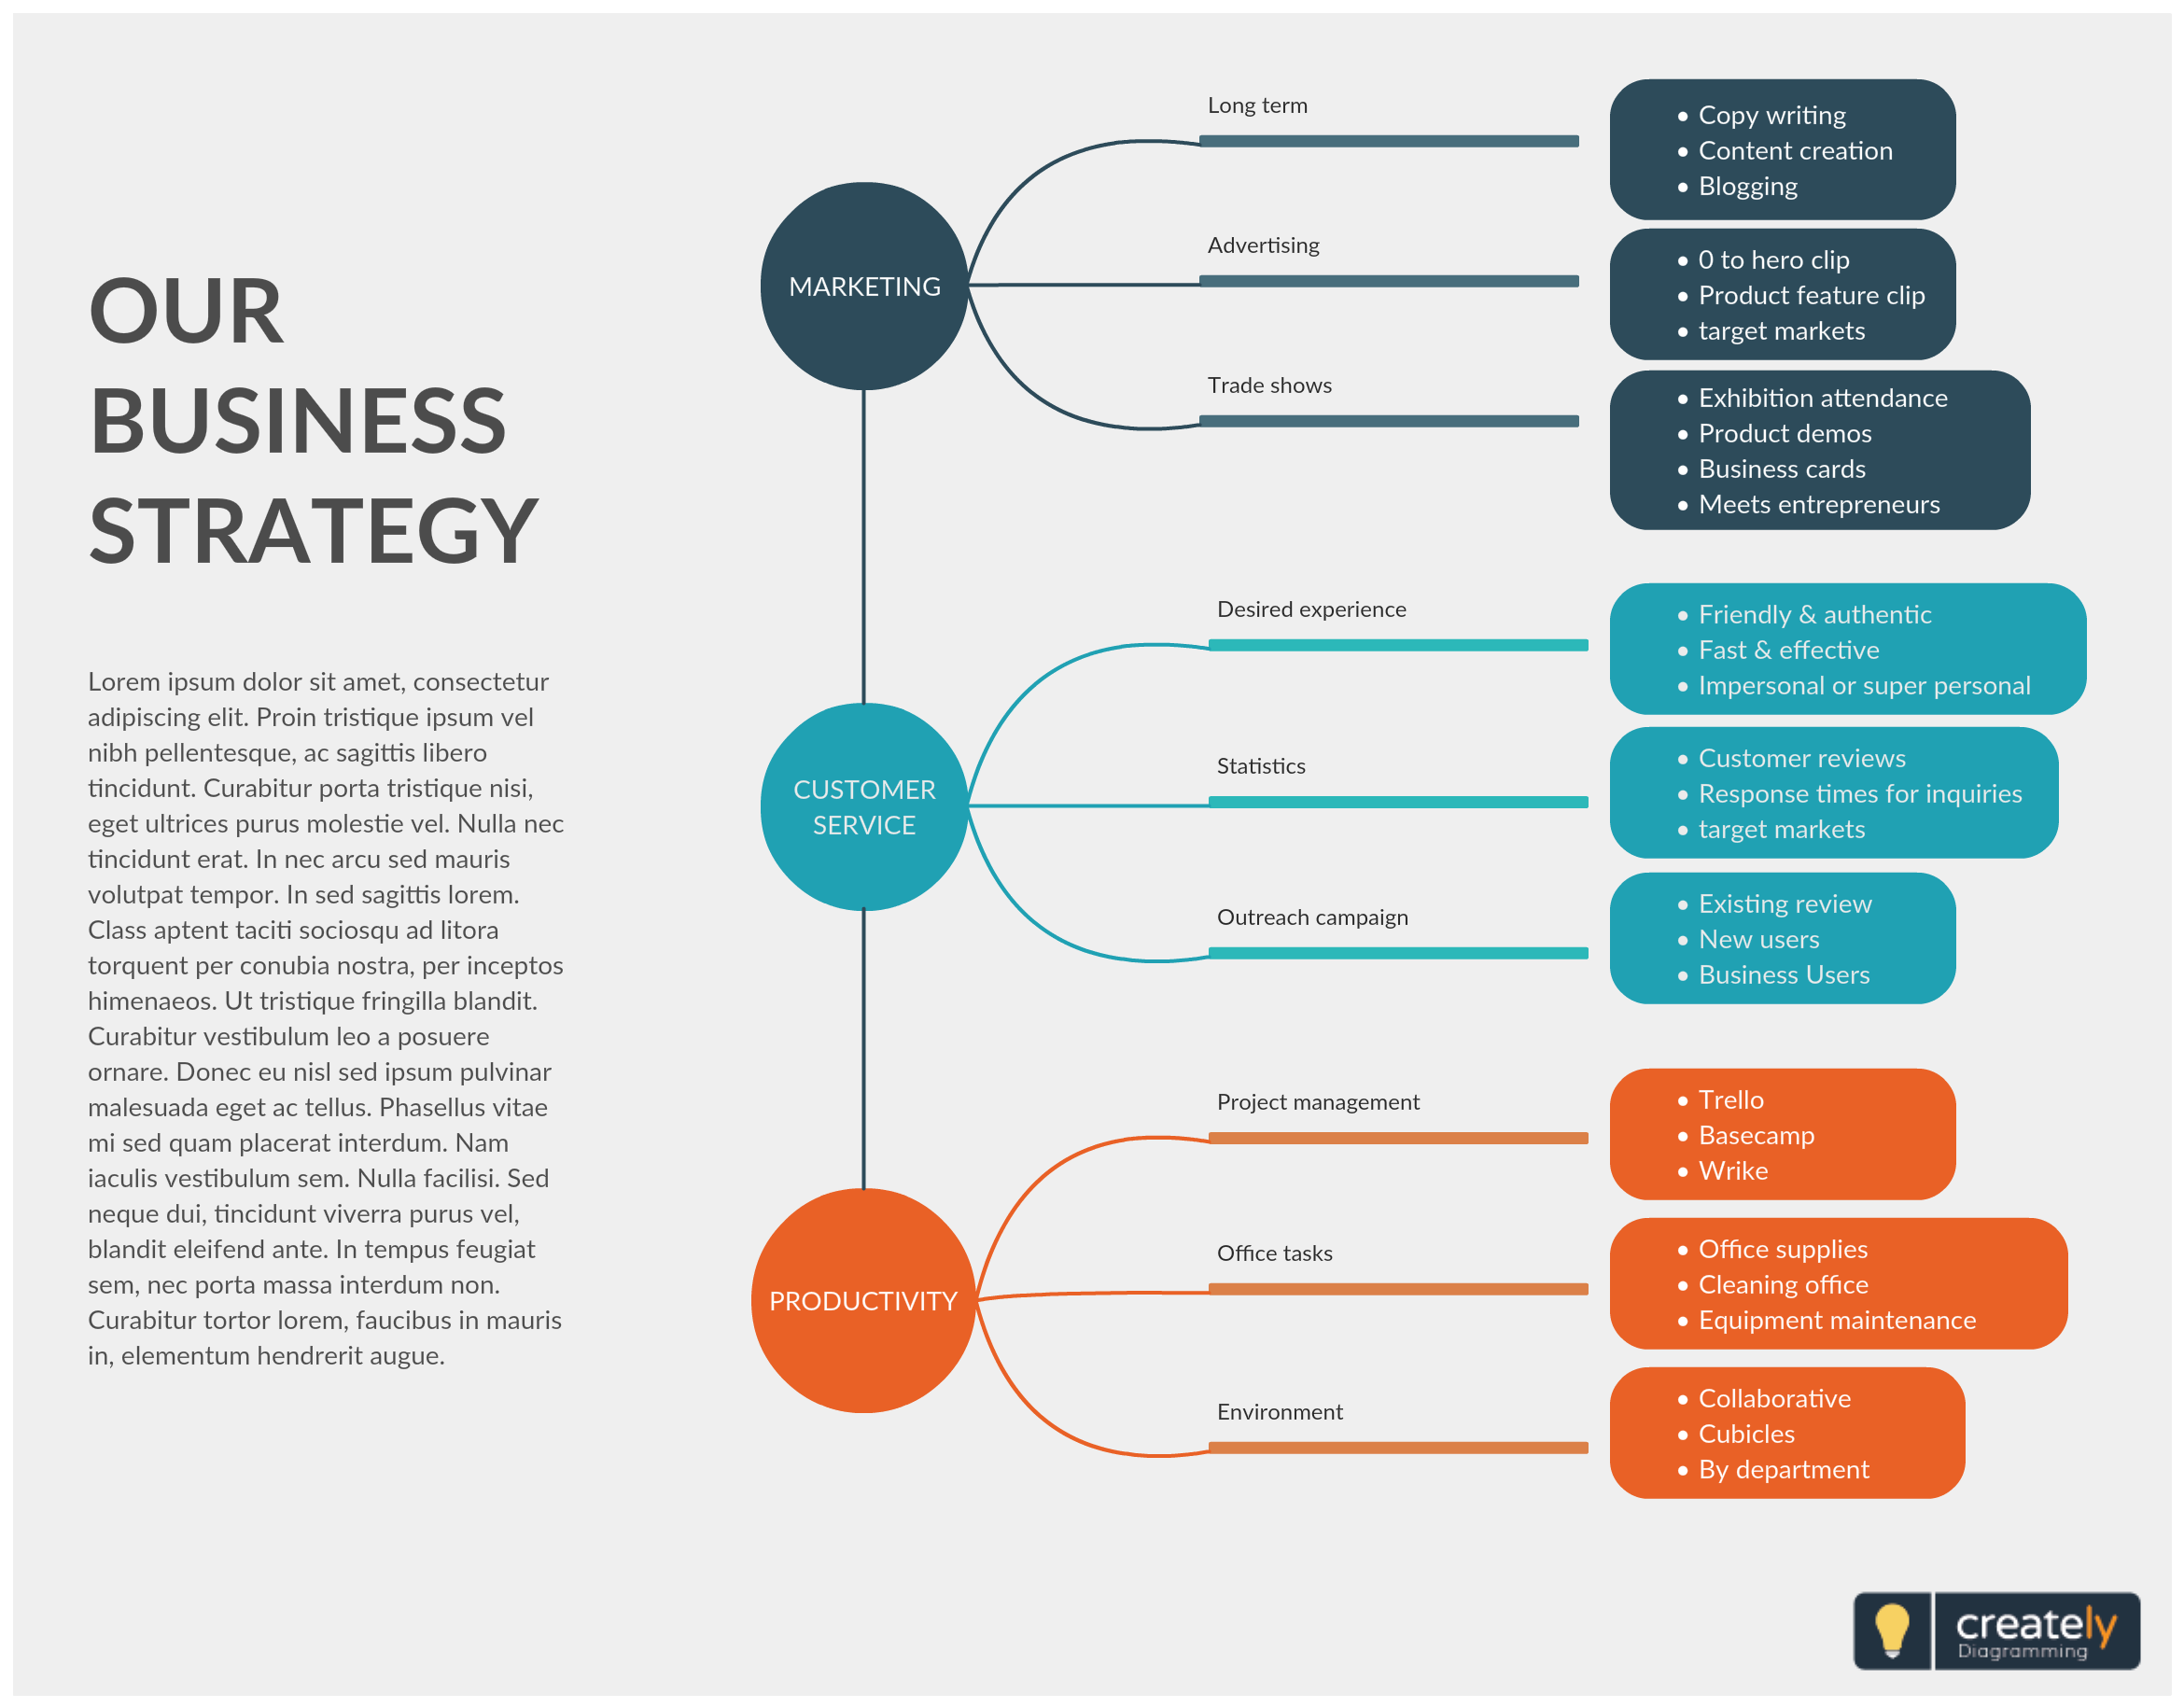 OUR
BUSINESS
STRATEGY
Lorem ipsum dolor sit amet, consectetur
adipiscing elit. Proin tristique ipsum vel
nibh pellentesque, ac sagittis libero
tincidunt. Curabitur porta tristique nisi,
eget ultrices purus molestie vel. Nulla nec
tincidunt erat. In nec arcu sed mauris
volutpat tempor. In sed sagittis lorem.
Class aptent taciti sociosqu ad litora
torquent per conubia nostra, per inceptos
himenaeos. Ut tristique fringilla blandit.
Curabitur vestibulum leo a posuere
ornare. Donec eu nisl sed ipsum pulvinar
malesuada eget ac tellus. Phasellus vitae
mi sed quam placerat interdum. Nam
iaculis vestibulum sem. Nulla facilisi. Sed
neque dui, tincidunt viverra purus vel,
blandit eleifend ante. In tempus feugiat
sem, nec porta massa interdum non.
Curabitur tortor lorem, faucibus in mauris
in, elementum hendrerit augue.
MARKETING
Long term
• Copy writing
• Content creation
• Blogging
Advertising
• 0 to hero clip
• Product feature clip
• target markets
Trade shows
• Exhibition attendance
• Product demos
• Business cards
• Meets entrepreneurs
CUSTOMER
SERVICE
Desired experience
• Friendly & authentic
• Fast & effective
• Impersonal or super personal
Statistics
• Customer reviews
• Response times for inquiries
• target markets
Outreach campaign
• Existing review
• New users
• Business Users
PRODUCTIVITY
Project management
• Trello
• Basecamp
• Wrike
Office tasks
• Office supplies
• Cleaning office
• Equipment maintenance
Environment
• Collaborative
• Cubicles
• By department
creately
Diagramming